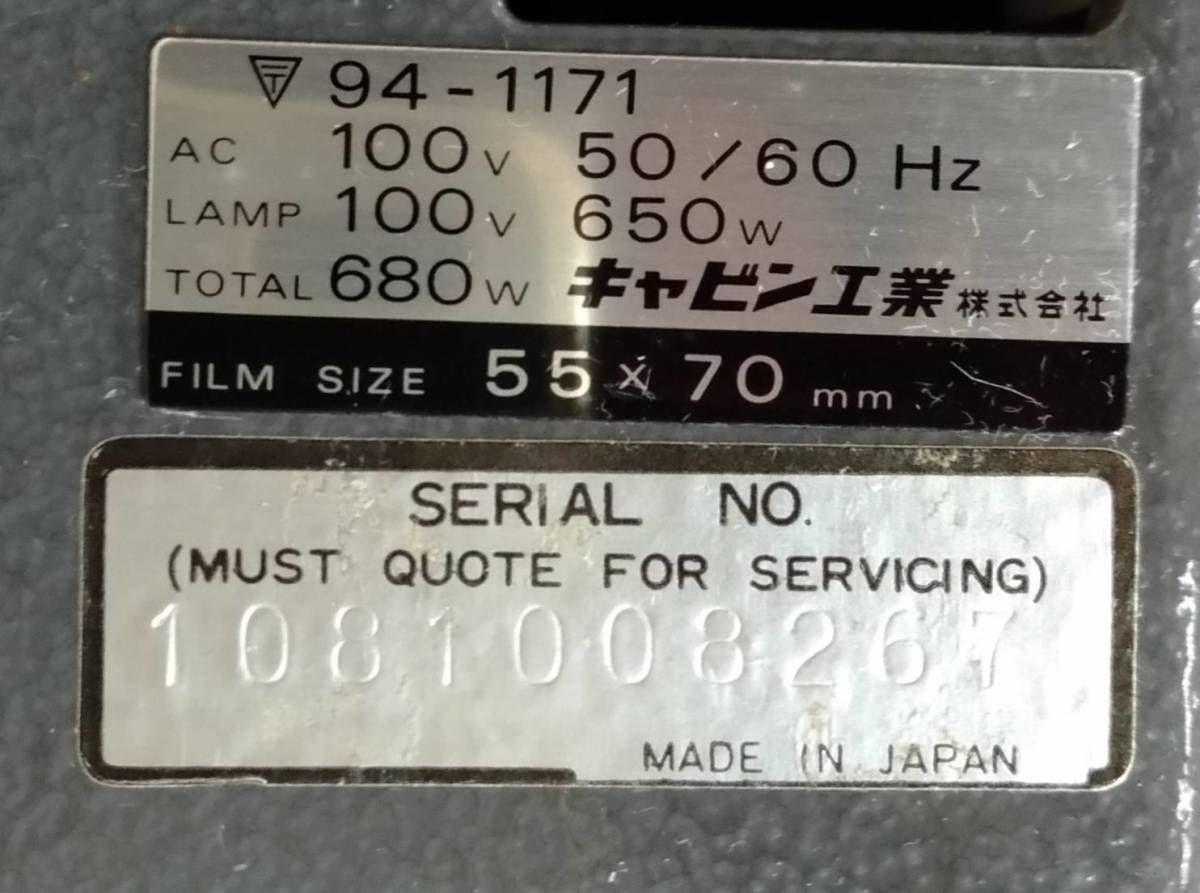 94-1171
AC 100V 50/60 Hz
LAMP 100V 650W
TOTAL 680W キャビン工業株式会社
FILM SIZE 55 x 70 mm
SERIAL NO.
(MUST QUOTE FOR SERVICING)
1081008267
MADE IN JAPAN